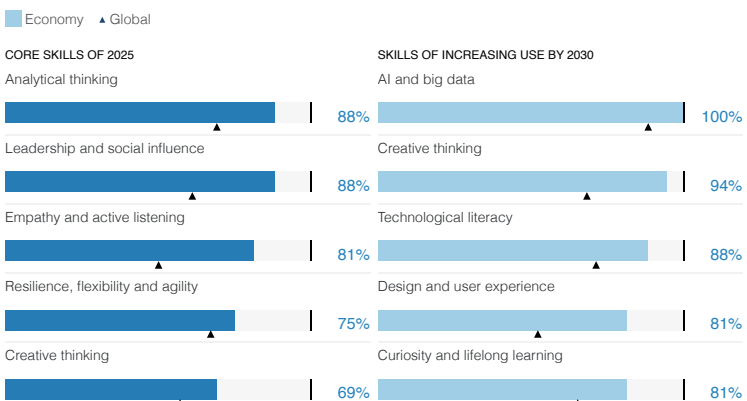 Economy Global
CORE SKILLS OF 2025
Analytical thinking
88%
Leadership and social influence
88%
Empathy and active listening
81%
Resilience, flexibility and agility
75%
Creative thinking
69%
SKILLS OF INCREASING USE BY 2030
AI and big data
100%
Creative thinking
94%
Technological literacy
88%
Design and user experience
81%
Curiosity and lifelong learning
81%